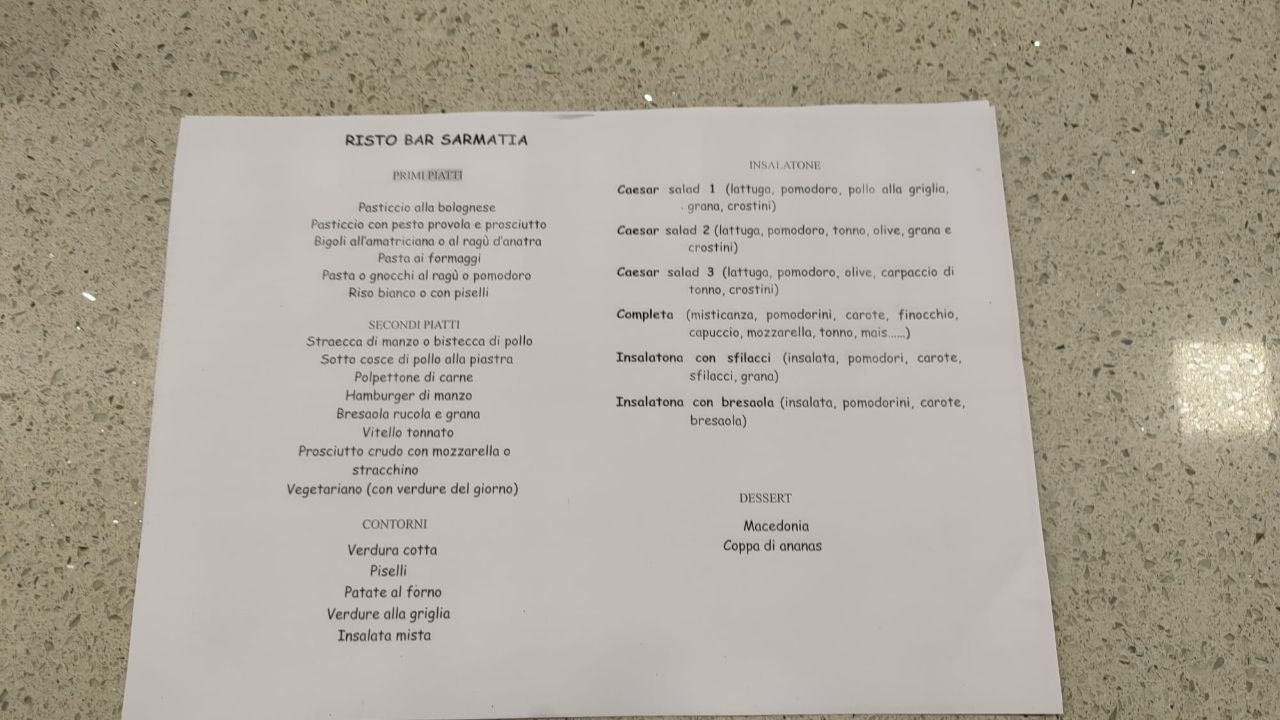 RISTO BAR SARMATIA
PRIMI PIATTI
Pasticcio alla bolognese
Pasticcio con pesto provola e prosciutto
Bigoli all'amatriciana o al ragù d'anatra
Pasta ai formaggi
Pasta o gnocchi al ragù o pomodoro
Riso bianco o con piselli
SECONDI PIATTI
Straecca di manzo o bistecca di pollo
Sotto cosce di pollo alla piastra
Polpettone di carne
Hamburger di manzo
Bresaola rucola e grana
Vitello tonnato
Prosciutto crudo con mozzarella o
stracchino
Vegetariano (con verdure del giorno)
CONTORNI
Verdura cotta
Piselli
Patate al forno
Verdure alla griglia
Insalata mista
INSALATONE
Caesar salad 1 (lattuga, pomodoro, pollo alla griglia,
grana, crostini)
Caesar salad 2 (lattuga, pomodoro, tonno, olive, grana e
crostini)
Caesar salad 3 (lattuga, pomodoro, olive, carpaccio di
tonno, crostini)
Completa (misticanza, pomodorini, carote, finocchio,
capuccio, mozzarella, tonno, mais......)
Insalatona con sfilacci (insalata, pomodori, carote,
sfilacci, grana)
Insalatona con bresaola (insalata, pomodorini, carote,
bresaola)
DESSERT
Macedonia
Coppa di ananas